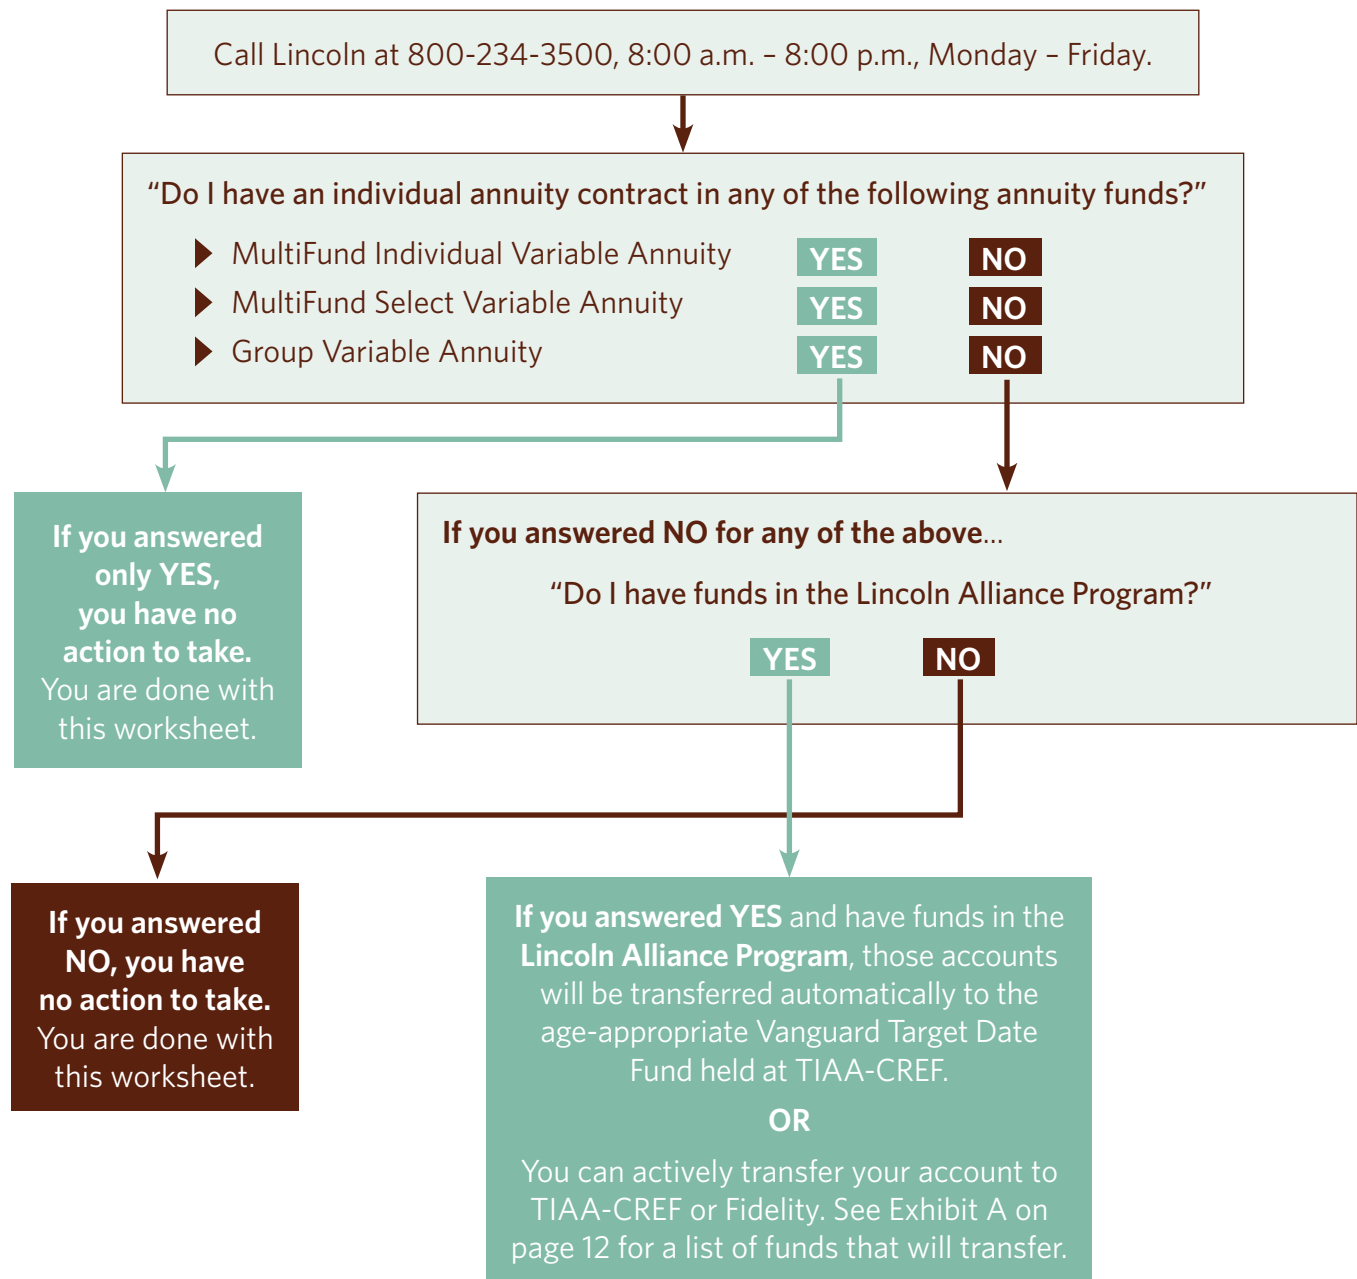 Call Lincoln at 800-234-3500, 8:00 a.m. – 8:00 p.m., Monday – Friday.
“Do I have an individual annuity contract in any of the following annuity funds?”
MultiFund Individual Variable Annuity YES NO
MultiFund Select Variable Annuity YES NO
Group Variable Annuity YES NO
If you answered
only YES,
you have no
action to take.
You are done with
this worksheet.
If you answered NO for any of the above...
“Do I have funds in the Lincoln Alliance Program?”
YES NO
If you answered
NO, you have
no action to take.
You are done with
this worksheet.
If you answered YES and have funds in the
Lincoln Alliance Program, those accounts
will be transferred automatically to the
age-appropriate Vanguard Target Date
Fund held at TIAA-CREF.
OR
You can actively transfer your account to
TIAA-CREF or Fidelity. See Exhibit A on
page 12 for a list of funds that will transfer.